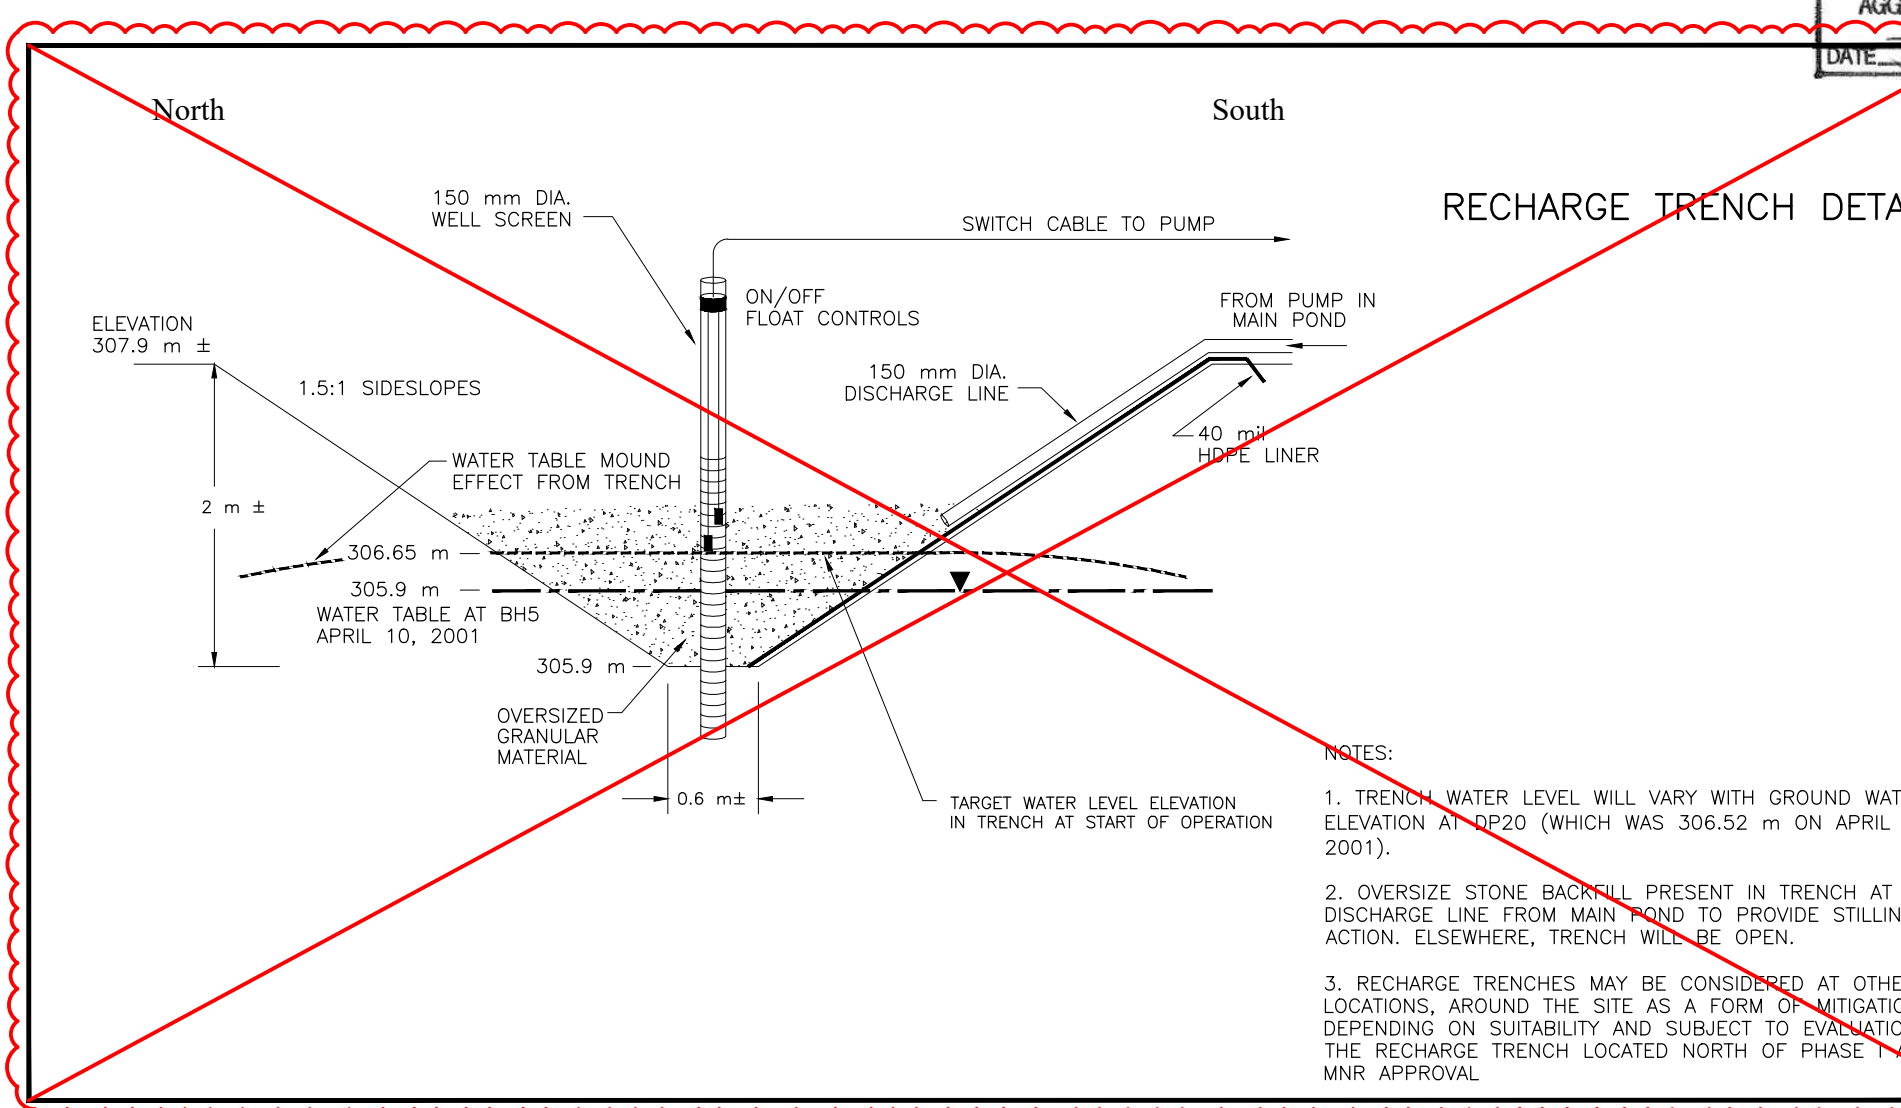 AGG
DATE
North
South
RECHARGE TRENCH DETA
150 mm DIA.
WELL SCREEN
SWITCH CABLE TO PUMP
ON/OFF
FLOAT CONTROLS
FROM PUMP IN
MAIN POND
ELEVATION
307.9 m ±
1.5:1 SIDESLOPES
150 mm DIA.
DISCHARGE LINE
40 mil
HDPE LINER
WATER TABLE MOUND
EFFECT FROM TRENCH
2 m ±
306.65 m
305.9 m
WATER TABLE AT BH5
APRIL 10, 2001
305.9 m
OVERSIZED
GRANULAR
MATERIAL
0.6 m±
TARGET WATER LEVEL ELEVATION
IN TRENCH AT START OF OPERATION
NOTES:
1. TRENCH WATER LEVEL WILL VARY WITH GROUND WAT
ELEVATION AT DP20 (WHICH WAS 306.52 m ON APRIL
2001).
2. OVERSIZE STONE BACKFILL PRESENT IN TRENCH AT
DISCHARGE LINE FROM MAIN POND TO PROVIDE STILLIN
ACTION. ELSEWHERE, TRENCH WILL BE OPEN.
3. RECHARGE TRENCHES MAY BE CONSIDERED AT OTHE
LOCATIONS, AROUND THE SITE AS A FORM OF MITIGATIO
DEPENDING ON SUITABILITY AND SUBJECT TO EVALUATIO
THE RECHARGE TRENCH LOCATED NORTH OF PHASE I A
MNR APPROVAL